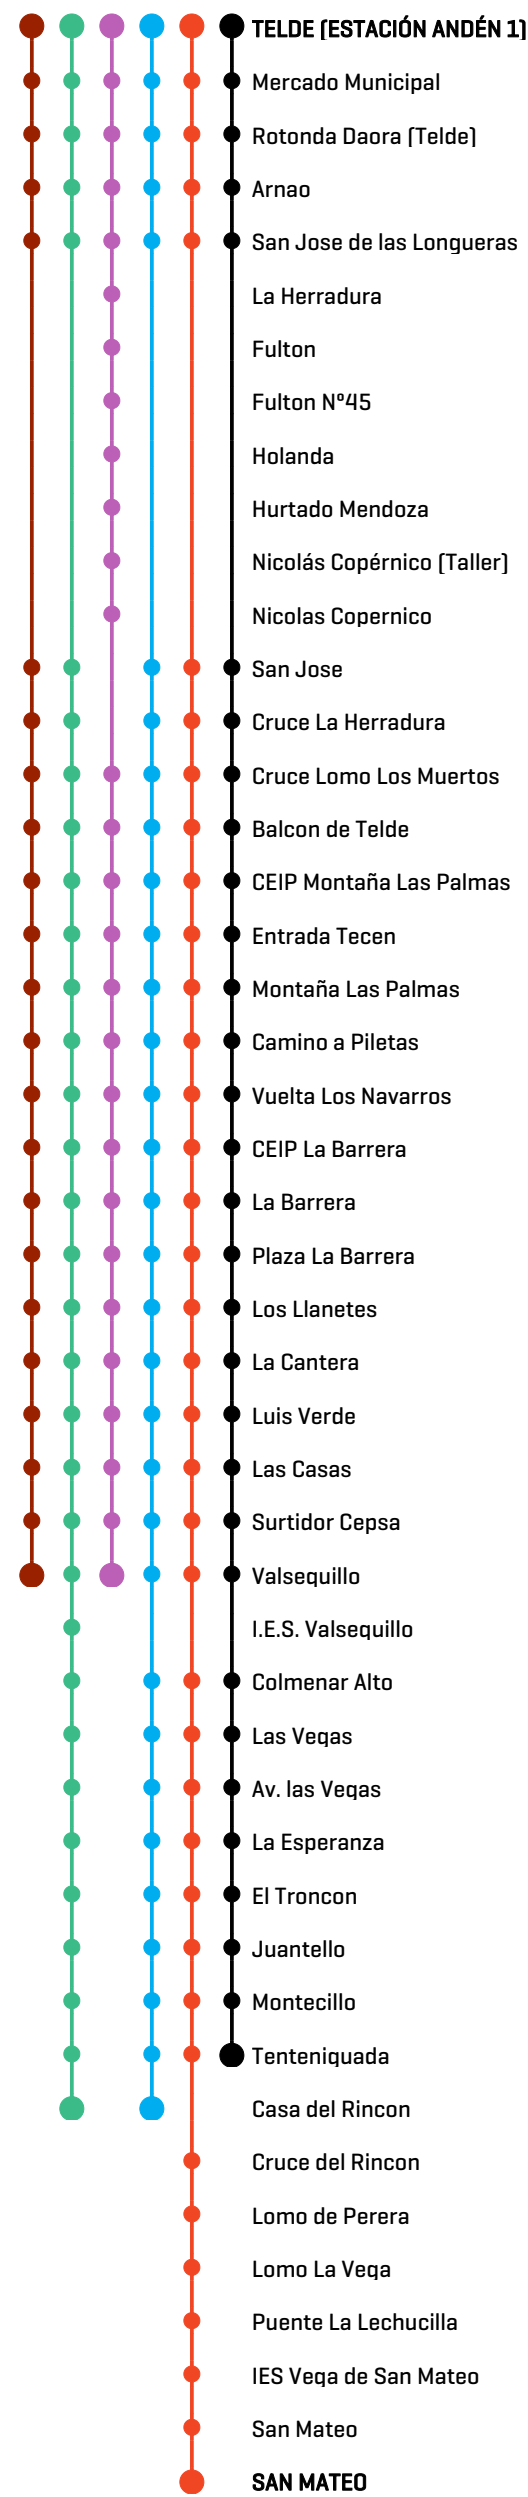 TELDE (ESTACIÓN ANDÉN 1)
Mercado Municipal
Rotonda Daora (Telde)
Arnao
San Jose de las Longueras
La Herradura
Fulton
Fulton Nº45
Holanda
Hurtado Mendoza
Nicolás Copérnico (Taller)
Nicolas Copernico
San Jose
Cruce La Herradura
Cruce Lomo Los Muertos
Balcon de Telde
CEIP Montaña Las Palmas
Entrada Tecen
Montaña Las Palmas
Camino a Piletas
Vuelta Los Navarros
CEIP La Barrera
La Barrera
Plaza La Barrera
Los Llanetes
La Cantera
Luis Verde
Las Casas
Surtidor Cepsa
Valsequillo
I.E.S. Valsequillo
Colmenar Alto
Las Vegas
Av. las Vegas
La Esperanza
El Troncon
Juantello
Montecillo
Tenteniguada
Casa del Rincon
Cruce del Rincon
Lomo de Perera
Lomo La Vega
Puente La Lechucilla
IES Vega de San Mateo
San Mateo
SAN MATEO